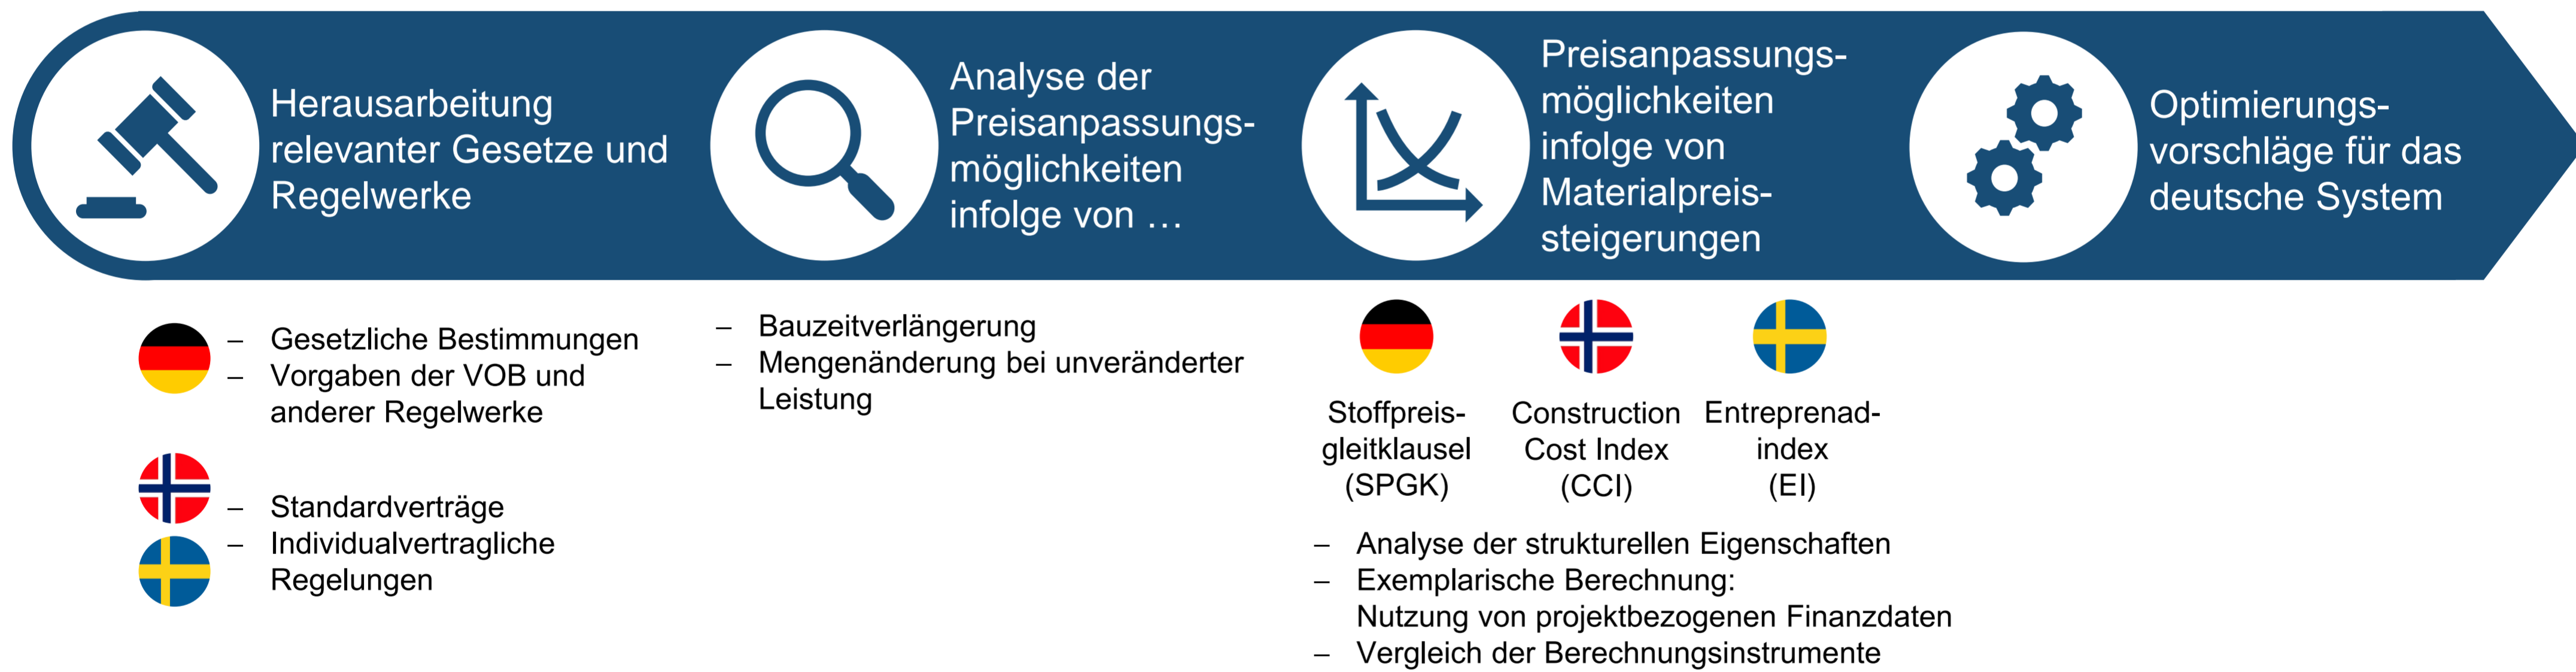 Herausarbeitung
relevanter Gesetze und
Regelwerke
Analyse der
Preisanpassungs-
möglichkeiten
infolge von …
Preisanpassungs-
möglichkeiten
infolge von
Materialpreis-
steigerungen
Optimierungs-
vorschläge für das
deutsche System
– Gesetzliche Bestimmungen
– Vorgaben der VOB und
anderer Regelwerke
– Standardverträge
– Individualvertragliche
Regelungen
– Bauzeitverlängerung
– Mengenänderung bei unveränderter
Leistung
Stoffpreis-
gleitklausel
(SPGK)
Construction
Cost Index
(CCI)
Entreprenad-
index
(EI)
– Analyse der strukturellen Eigenschaften
– Exemplarische Berechnung:
Nutzung von projektbezogenen Finanzdaten
– Vergleich der Berechnungsinstrumente